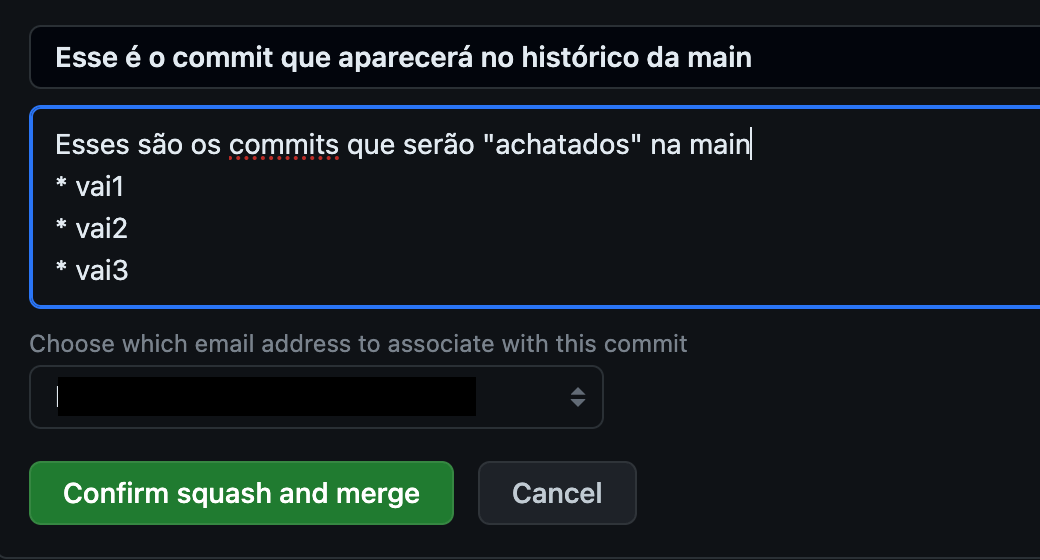 Esse é o commit que aparecerá no histórico da main
Esses são os commits que serão "achatados" na main
* vai1
* vai2
* vai3
Choose which email address to associate with this commit
Confirm squash and merge
Cancel